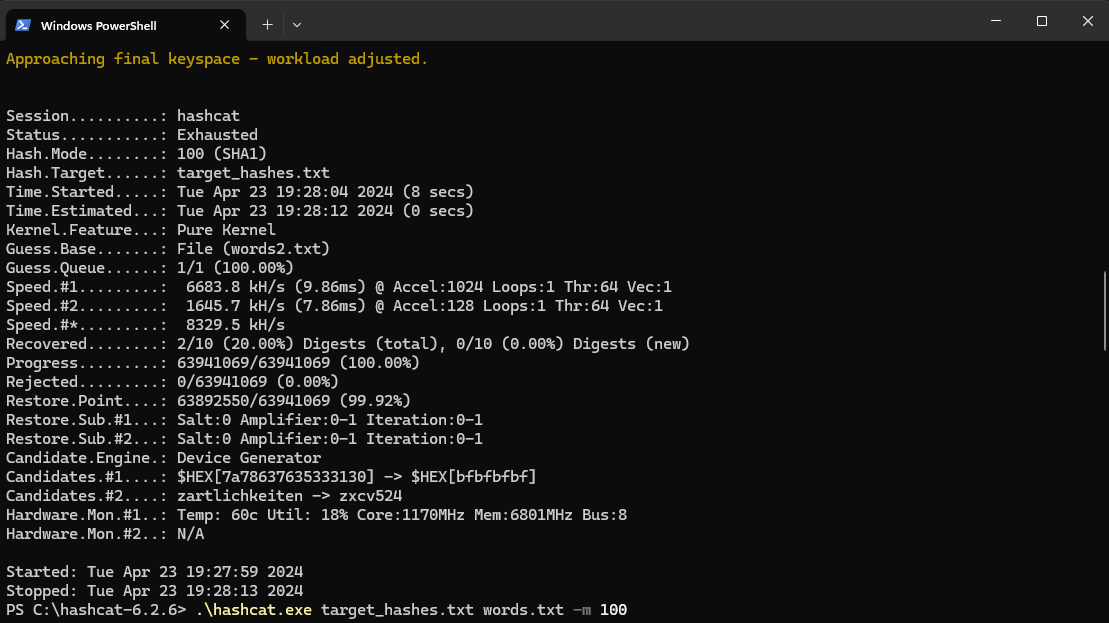 Windows PowerShell
Approaching final keyspace - workload adjusted.
Session..........: hashcat
Status...........: Exhausted
Hash.Mode........: 100 (SHA1)
Hash.Target......: target_hashes.txt
Time.Started.....: Tue Apr 23 19:28:04 2024 (8 secs)
Time.Estimated...: Tue Apr 23 19:28:12 2024 (0 secs)
Kernel.Feature...: Pure Kernel
Guess.Base.......: File (words2.txt)
Guess.Queue......: 1/1 (100.00%)
Speed.#1.........:  6683.8 kH/s (9.86ms) @ Accel:1024 Loops:1 Thr:64 Vec:1
Speed.#2.........:  1645.7 kH/s (7.86ms) @ Accel:128 Loops:1 Thr:64 Vec:1
Speed.#*.........:  8329.5 kH/s
Recovered........: 2/10 (20.00%) Digests (total), 0/10 (0.00%) Digests (new)
Progress.........: 63941069/63941069 (100.00%)
Rejected.........: 0/63941069 (0.00%)
Restore.Point....: 63892550/63941069 (99.92%)
Restore.Sub.#1...: Salt:0 Amplifier:0-1 Iteration:0-1
Restore.Sub.#2...: Salt:0 Amplifier:0-1 Iteration:0-1
Candidate.Engine.: Device Generator
Candidates.#1....: $HEX[7a78637635333130] -> $HEX[bfbfbfbf]
Candidates.#2....: zartlichkeiten -> zxcv524
Hardware.Mon.#1..: Temp: 60c Util: 18% Core:1170MHz Mem:6801MHz Bus:8
Hardware.Mon.#2..: N/A
Started: Tue Apr 23 19:27:59 2024
Stopped: Tue Apr 23 19:28:13 2024
PS C:\hashcat-6.2.6> .\hashcat.exe target_hashes.txt words.txt -m 100